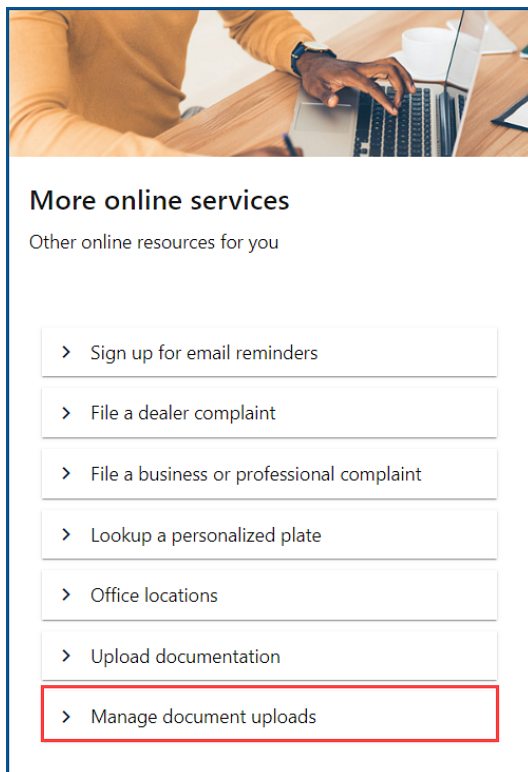 More online services
Other online resources for you
Sign up for email reminders
File a dealer complaint
File a business or professional complaint
Lookup a personalized plate
Office locations
Upload documentation
Manage document uploads